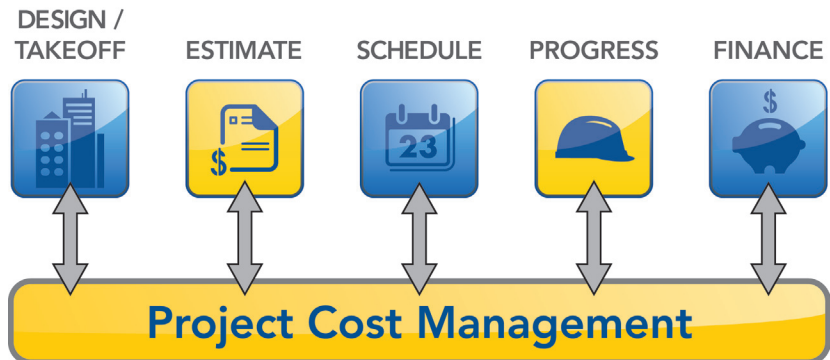 DESIGN /
TAKEOFF
ESTIMATE
SCHEDULE
PROGRESS
FINANCE
$
23
$
Project Cost Management